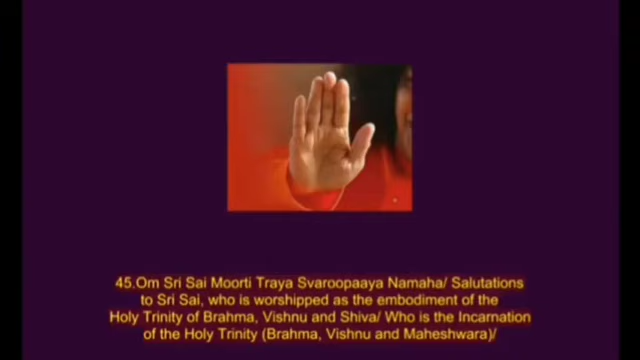 45.Om Sri Sai Moorti Traya Svaroopaaya Namaha/ Salutations
to Sri Sai, who is worshipped as the embodiment of the
Holy Trinity of Brahma, Vishnu and Shiva/ Who is the Incarnation
of the Holy Trinity (Brahma, Vishnu and Maheshwara)/